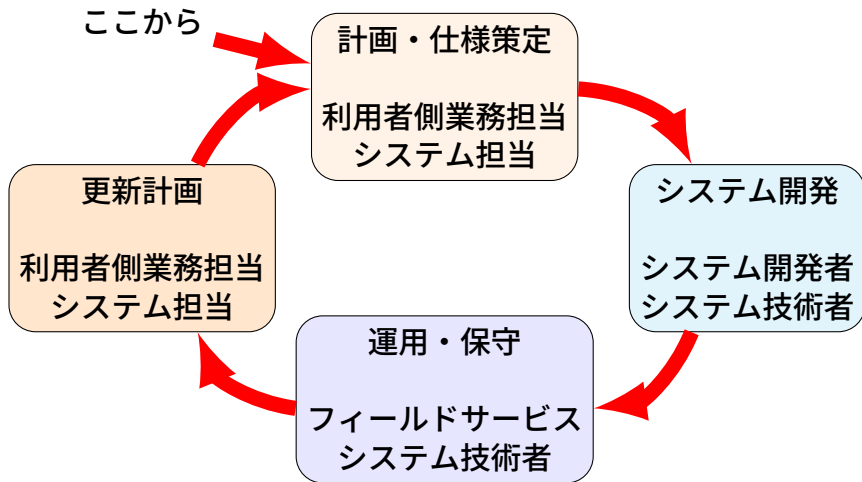 ここから
計画・仕様策定
利用者側業務担当
システム担当
システム開発
システム開発者
システム技術者
運用・保守
フィールドサービス
システム技術者
更新計画
利用者側業務担当
システム担当